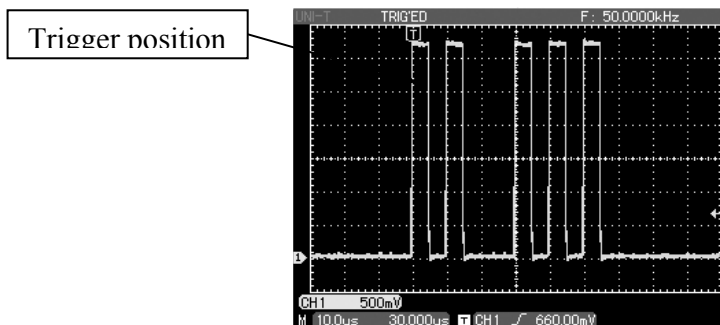 UNI-T TRIG'ED F: 50.0000kHz
Trigger position
T
1
CH1 500mV
M 10.0us 30.000us T CH1 660.00mV